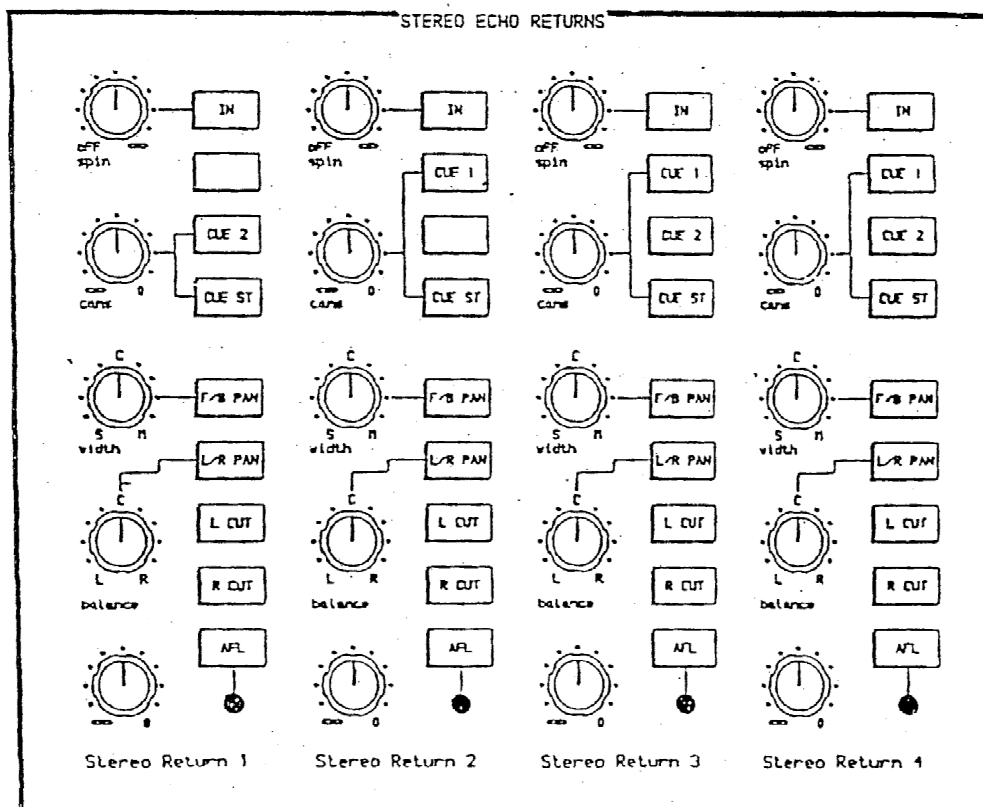 STEREO ECHO RETURNS
IN IN IN IN
OFF OFF OFF OFF
spin spin spin spin
CUE 1 CUE 1 CUE 1
CUE 2 CUE 2 CUE 2
0 0 0 0
cans cans cans cans
CUE ST CUE ST CUE ST CUE ST
C C C C
F/B PAN F/B PAN F/B PAN F/B PAN
S M S M S M S M
width width width width
L/R PAN L/R PAN L/R PAN L/R PAN
C C C C
L CUT L CUT L CUT L CUT
L R L R L R L R
R CUT R CUT R CUT R CUT
balance balance balance balance
AFL AFL AFL AFL
0 0 0 0
Stereo Return 1 Stereo Return 2 Stereo Return 3 Stereo Return 4